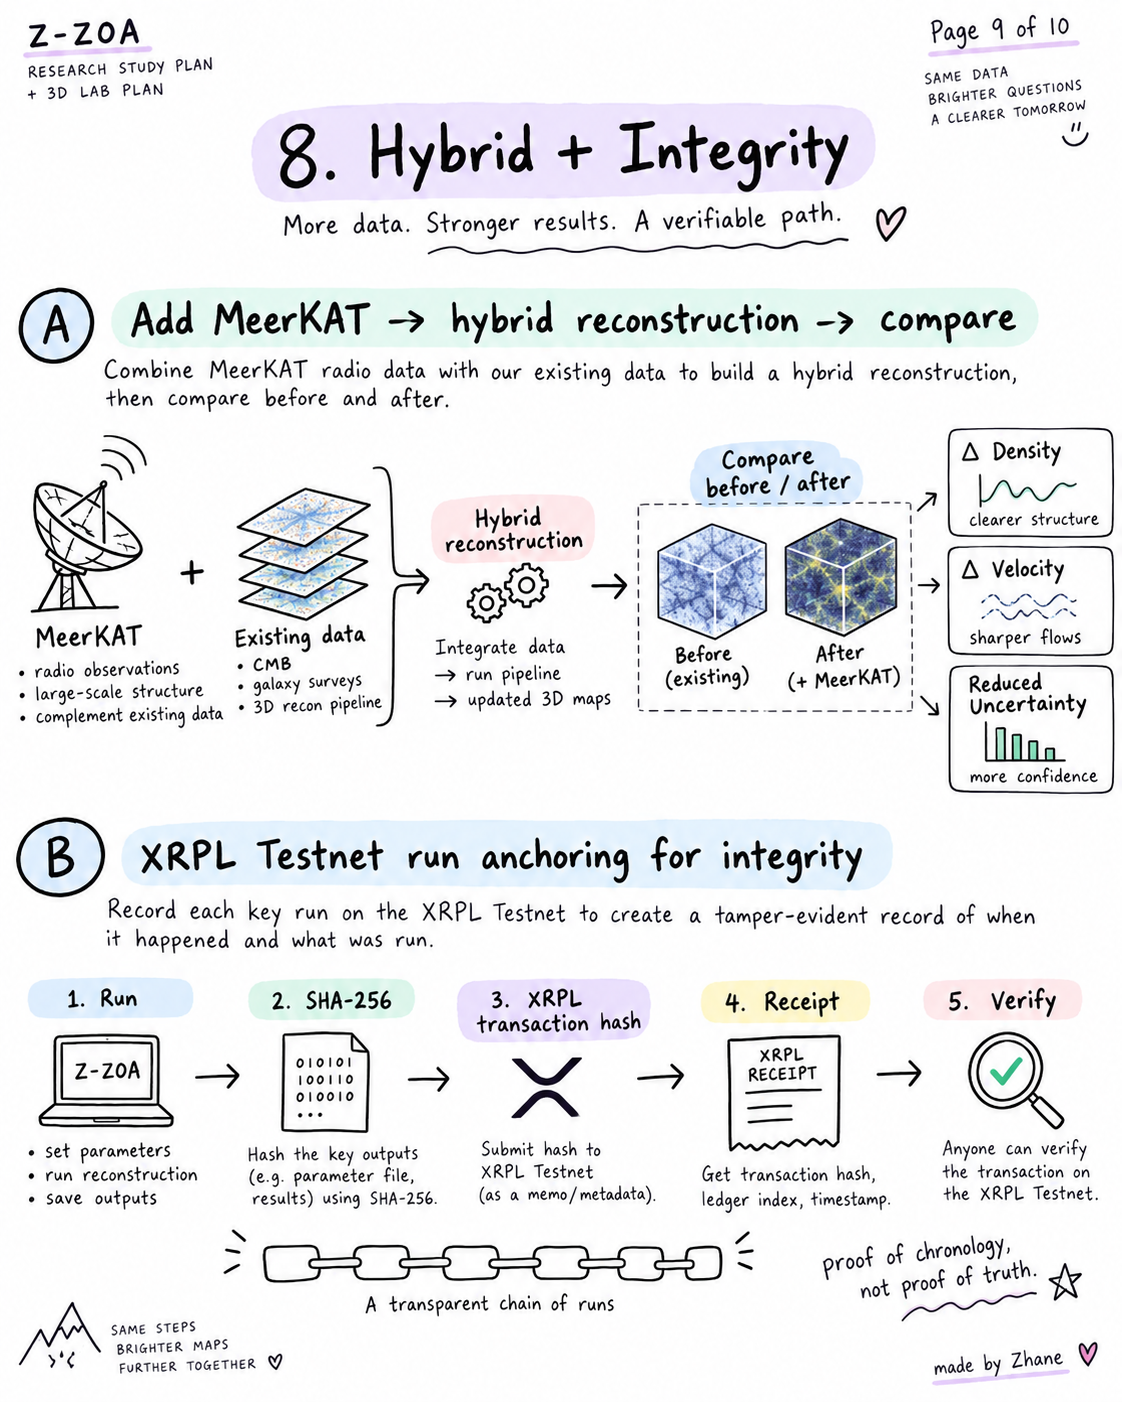 Z-ZOA
RESEARCH STUDY PLAN
+ 3D LAB PLAN
Page 9 of 10
SAME DATA
BRIGHTER QUESTIONS
A CLEARER TOMORROW
8. Hybrid + Integrity
More data. Stronger results. A verifiable path.
A
Add MeerKAT → hybrid reconstruction → compare
Combine MeerKAT radio data with our existing data to build a hybrid reconstruction,
then compare before and after.
MeerKAT
• radio observations
• large-scale structure
• complement existing data
+
Existing data
• CMB
• galaxy surveys
• 3D recon pipeline
Hybrid
reconstruction
Integrate data
→ run pipeline
→ updated 3D maps
Compare
before / after
Before
(existing)
After
(+ MeerKAT)
Δ Density
clearer structure
Δ Velocity
sharper flows
Reduced
Uncertainty
more confidence
B
XRPL Testnet run anchoring for integrity
Record each key run on the XRPL Testnet to create a tamper-evident record of when
it happened and what was run.
1. Run
Z-ZOA
• set parameters
• run reconstruction
• save outputs
2. SHA-256
010101
100110
010010
...
Hash the key outputs
(e.g. parameter file,
results) using SHA-256.
3. XRPL
transaction hash
Submit hash to
XRPL Testnet
(as a memo/metadata).
4. Receipt
XRPL
RECEIPT
Get transaction hash,
ledger index, timestamp.
5. Verify
Anyone can verify
the transaction on
the XRPL Testnet.
A transparent chain of runs
proof of chronology,
not proof of truth.
SAME STEPS
BRIGHTER MAPS
FURTHER TOGETHER
made by Zhane